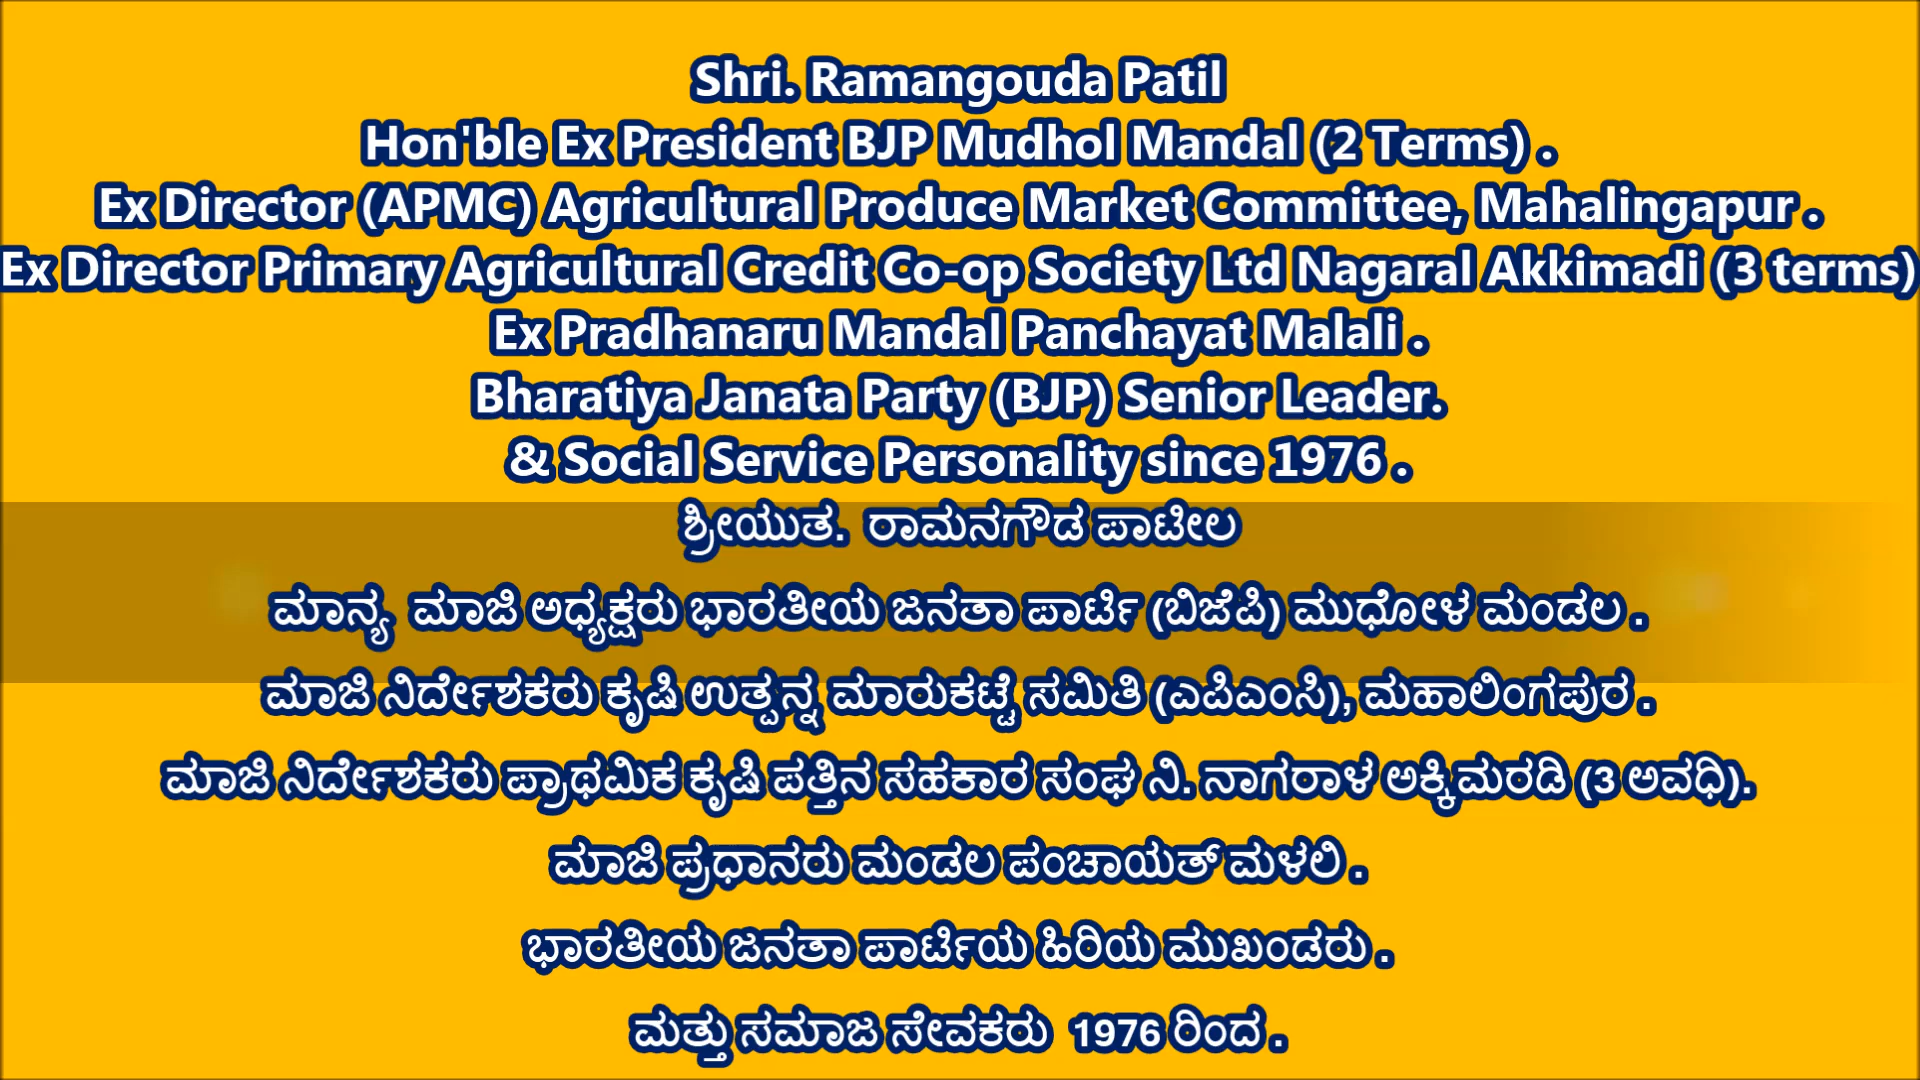 Shri. Ramangouda Patil
Hon'ble Ex President BJP Mudhol Mandal (2 Terms) .
Ex Director (APMC) Agricultural Produce Market Committee, Mahalingapur .
Ex Director Primary Agricultural Credit Co-op Society Ltd Nagaral Akkimadi (3 terms)
Ex Pradhanaru Mandal Panchayat Malali .
Bharatiya Janata Party (BJP) Senior Leader.
& Social Service Personality since 1976 .
ಶ್ರೀಯುತ. ರಾಮನಗೌಡ ಪಾಟೀಲ
ಮಾನ್ಯ ಮಾಜಿ ಅಧ್ಯಕ್ಷರು ಭಾರತೀಯ ಜನತಾ ಪಾರ್ಟಿ (ಬಿಜೆಪಿ) ಮುಧೋಳ ಮಂಡಲ .
ಮಾಜಿ ನಿರ್ದೇಶಕರು ಕೃಷಿ ಉತ್ಪನ್ನ ಮಾರುಕಟ್ಟೆ ಸಮಿತಿ (ಎಪಿಎಂಸಿ), ಮಹಾಲಿಂಗಪುರ .
ಮಾಜಿ ನಿರ್ದೇಶಕರು ಪ್ರಾಥಮಿಕ ಕೃಷಿ ಪತ್ತಿನ ಸಹಕಾರ ಸಂಘ ನಿ. ನಾಗರಾಳ ಅಕ್ಕಿಮರಡಿ (3 ಅವಧಿ).
ಮಾಜಿ ಪ್ರಧಾನರು ಮಂಡಲ ಪಂಚಾಯತ್ ಮಳಲಿ .
ಭಾರತೀಯ ಜನತಾ ಪಾರ್ಟಿಯ ಹಿರಿಯ ಮುಖಂಡರು .
ಮತ್ತು ಸಮಾಜ ಸೇವಕರು 1976 ರಿಂದ .